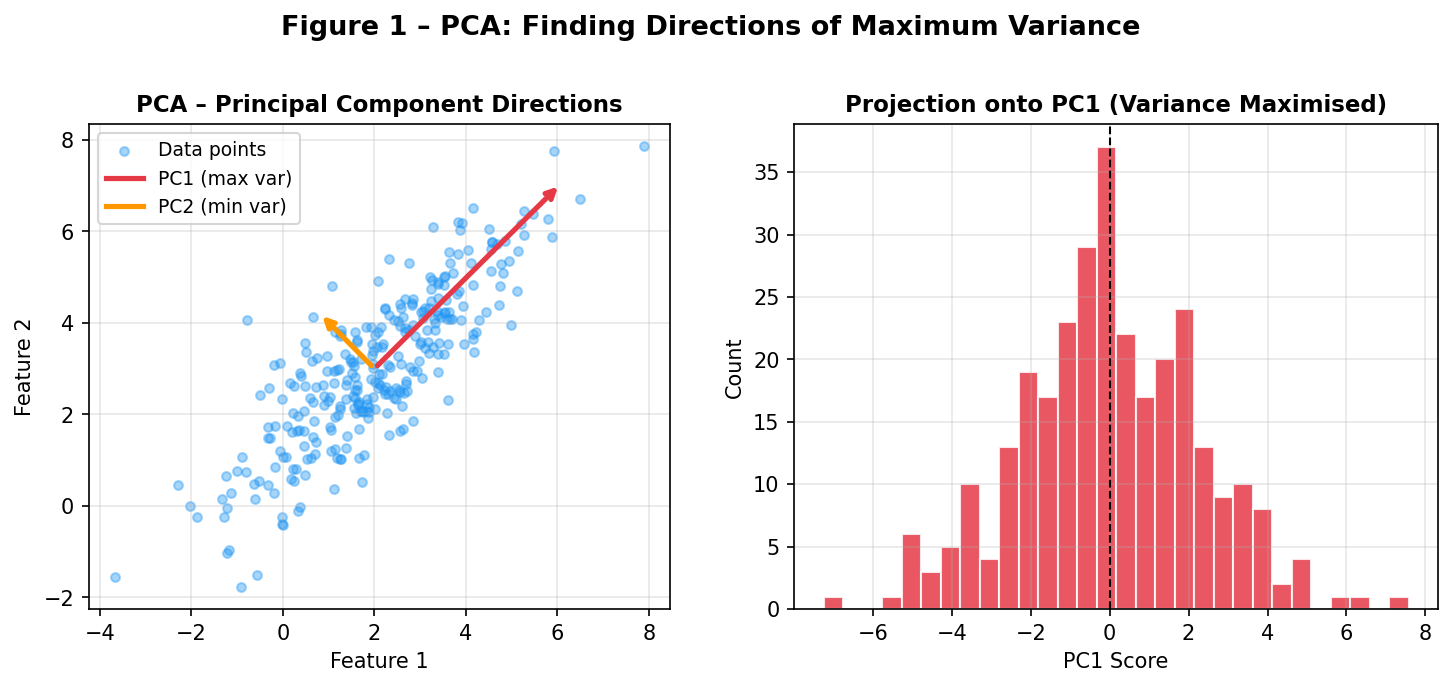 Figure 1 – PCA: Finding Directions of Maximum Variance
PCA – Principal Component Directions
Data points
PC1 (max var)
PC2 (min var)
8
6
4
2
0
−2
Feature 2
−4 −2 0 2 4 6 8
Feature 1
Projection onto PC1 (Variance Maximised)
35
30
25
20
15
10
5
0
Count
−6 −4 −2 0 2 4 6 8
PC1 Score